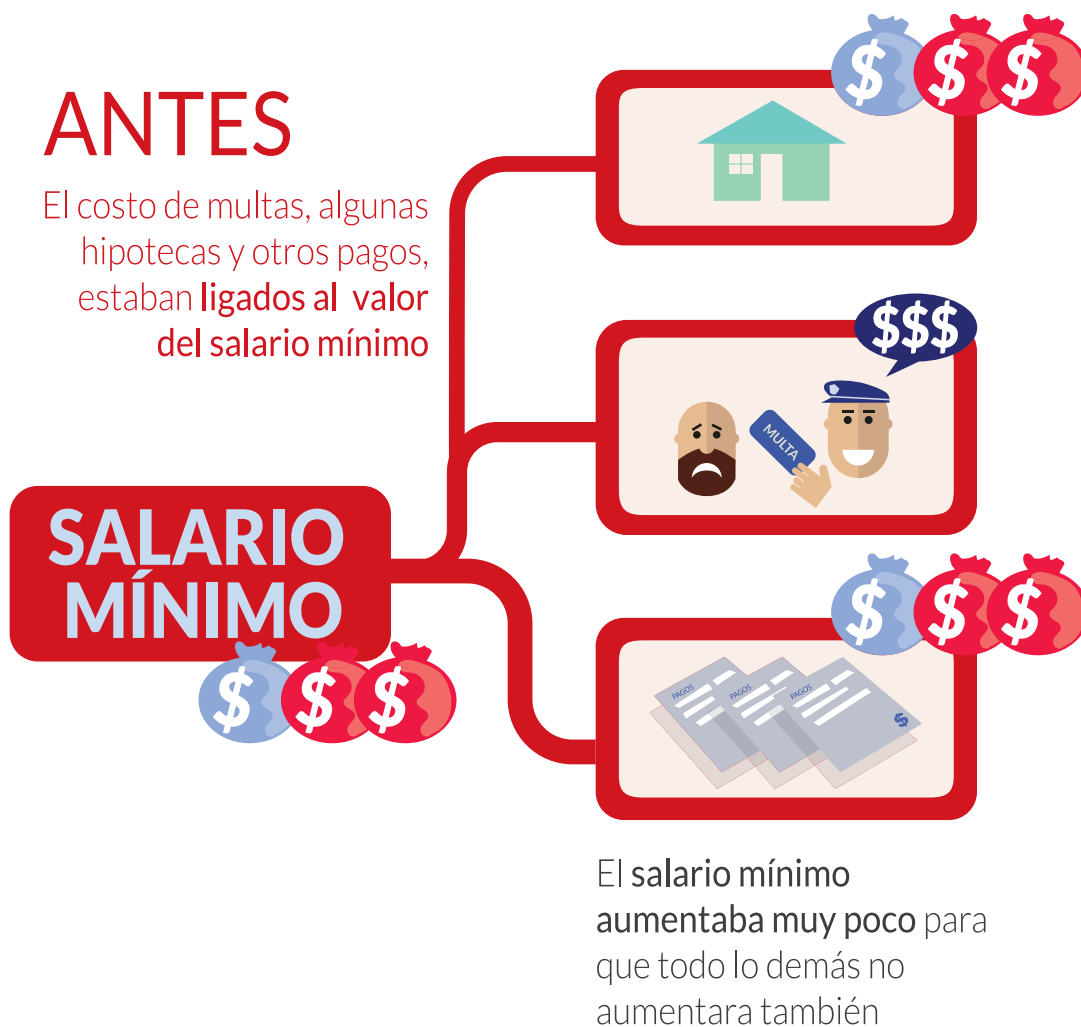 ANTES
El costo de multas, algunas
hipotecas y otros pagos,
estaban ligados al valor
del salario mínimo
SALARIO
MÍNIMO
$ $ $
$ $ $
$$$
MULTA
$ $ $
PAGOS PAGOS PAGOS
$
El salario mínimo
aumentaba muy poco para
que todo lo demás no
aumentara también